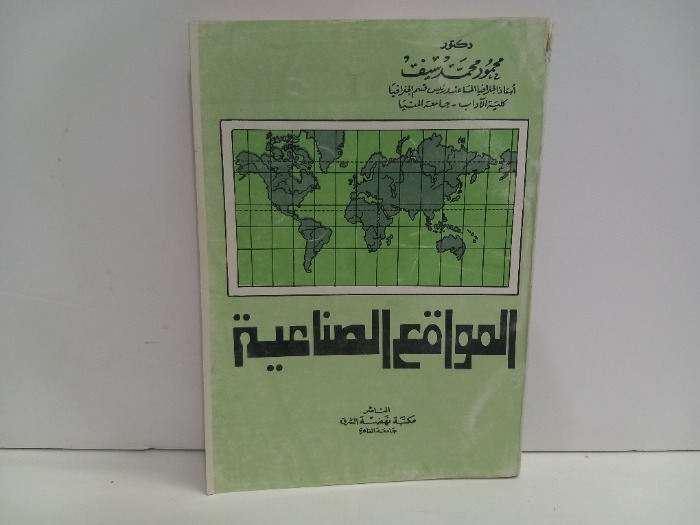 دكتور
محمود محمد سيف
أستاذ الجغرافيا المساعد ورئيس قسم الجغرافيا
كلية الآداب - جامعة المنيا
المواقع الصناعية
الناشر
مكتبة نهضة الشرق
جامعة القاهرة